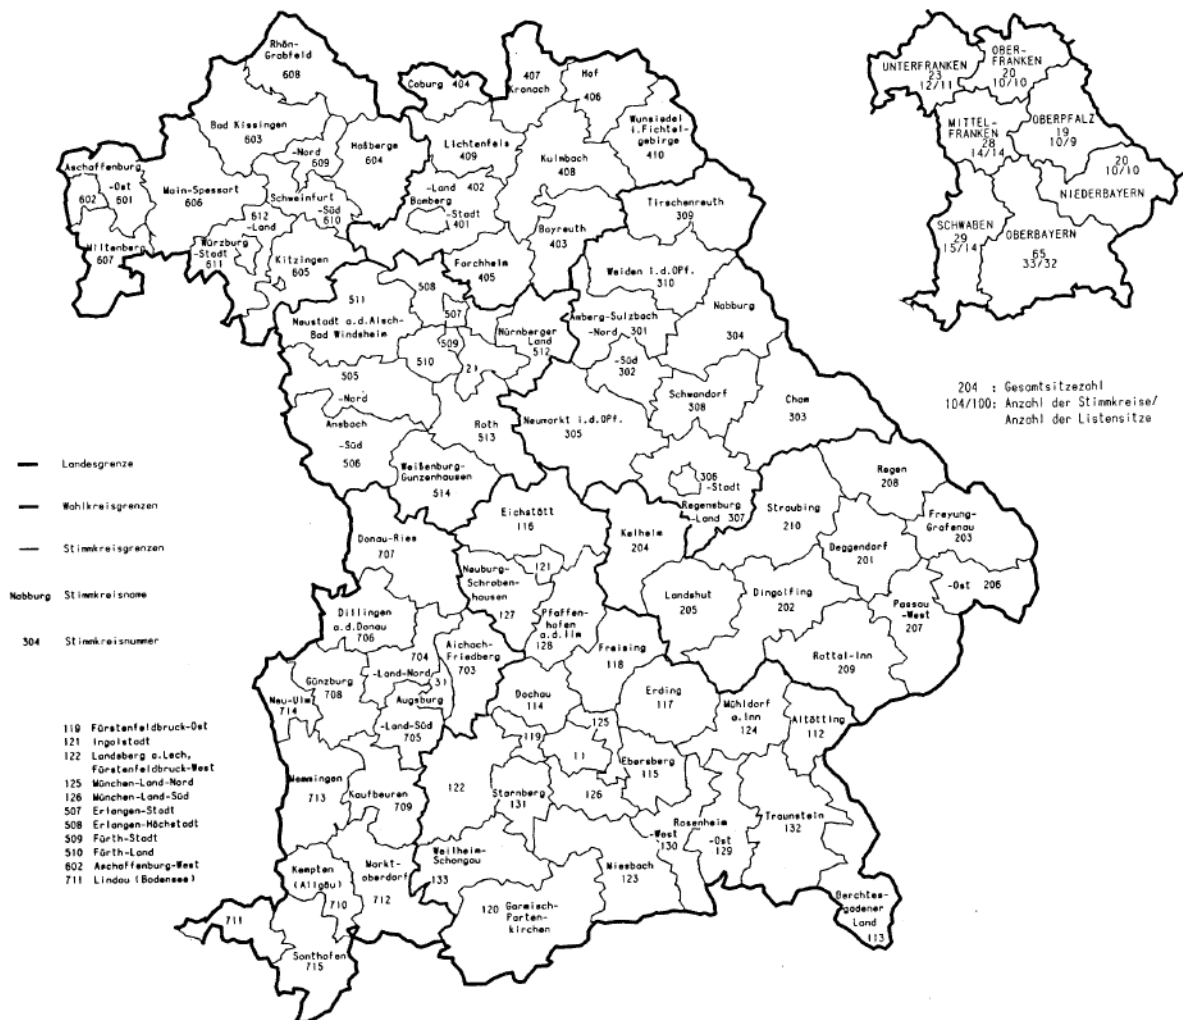 Rhön-
Grabfeld
608
Coburg 404
407
Kronach
Hof
406
Bad Kissingen
603
-Nord
609
Haßberge
604
Lichtenfels
409
Kulmbach
408
Wunsiedel
i.Fichtel-
gebirge
410
Aschaffenburg
602
-Ost
601
Main-Spessart
606
Schweinfurt
-Süd
610
-Land
402
Bamberg
-Stadt
401
Bayreuth
403
Tirschenreuth
309
Miltenberg
607
612
-Land
Würzburg
-Stadt
611
Kitzingen
605
Forchheim
405
Weiden i.d.OPf.
310
511
508
507
Neustadt a.d.Aisch-
Bad Windsheim
509
510
Nürnberger
Land
512
Amberg-Sulzbach
-Nord
301
Nabburg
304
-Süd
302
505
-Nord
Ansbach
-Süd
506
Roth
513
Neumarkt i.d.OPf.
305
Schwandorf
308
Cham
303
Weißenburg-
Gunzenhausen
514
306
-Stadt
Regensburg
-Land 307
Regen
208
Straubing
210
Freyung-
Grafenau
203
Eichstätt
116
Kelheim
204
Deggendorf
201
Donau-Ries
707
121
Neuburg-
Schroben-
hausen
127
Landshut
205
Dingolfing
202
-Ost 206
Passau
-West
207
Dillingen
a.d.Donau
706
Pfaffen-
hofen
a.d.Ilm
128
Rottal-Inn
209
704
-Land-Nord
Aichach-
Friedberg
703
Freising
118
Günzburg
708
Neu-Ulm
714
31
Augsburg
-Land-Süd
705
Dachau
114
Erding
117
Mühldorf
a.Inn
124
Altötting
112
119
125
11
Ebersberg
115
Memmingen
713
Kaufbeuren
709
122
Starnberg
131
126
Rosenheim
-West
130
-Ost
129
Traunstein
132
Weilheim-
Schongau
133
Miesbach
123
Kempten
(Allgäu)
710
Markt-
oberdorf
712
120 Garmisch-
Parten-
kirchen
Berchtes-
gadener
Land
113
711
Sonthofen
715
UNTERFRANKEN
23
12/11
OBER-
FRANKEN
20
10/10
MITTEL-
FRANKEN
28
14/14
OBERPFALZ
19
10/9
20
10/10
NIEDERBAYERN
SCHWABEN
29
15/14
OBERBAYERN
65
33/32
204 : Gesamtsitzezahl
104/100: Anzahl der Stimmkreise/
Anzahl der Listensitze
Landesgrenze
Wahlkreisgrenzen
Stimmkreisgrenzen
Nabburg Stimmkreisname
304 Stimmkreisnummer
119 Fürstenfeldbruck-Ost
121 Ingolstadt
122 Landsberg a.Lech,
Fürstenfeldbruck-West
125 München-Land-Nord
126 München-Land-Süd
507 Erlangen-Stadt
508 Erlangen-Höchstadt
509 Fürth-Stadt
510 Fürth-Land
602 Aschaffenburg-West
711 Lindau (Bodensee)